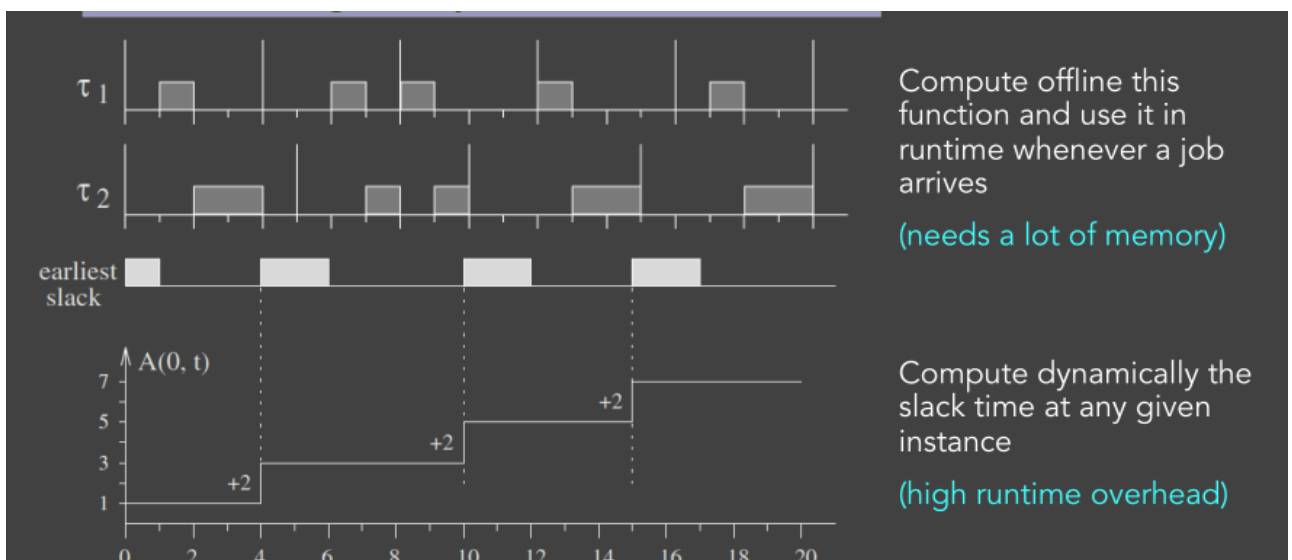 τ1
Compute offline this
function and use it in
runtime whenever a job
arrives
τ2
(needs a lot of memory)
earliest
slack
A(0, t)
7
5
3
1
+2
+2
+2
Compute dynamically the
slack time at any given
instance
(high runtime overhead)
0 2 4 6 8 10 12 14 16 18 20